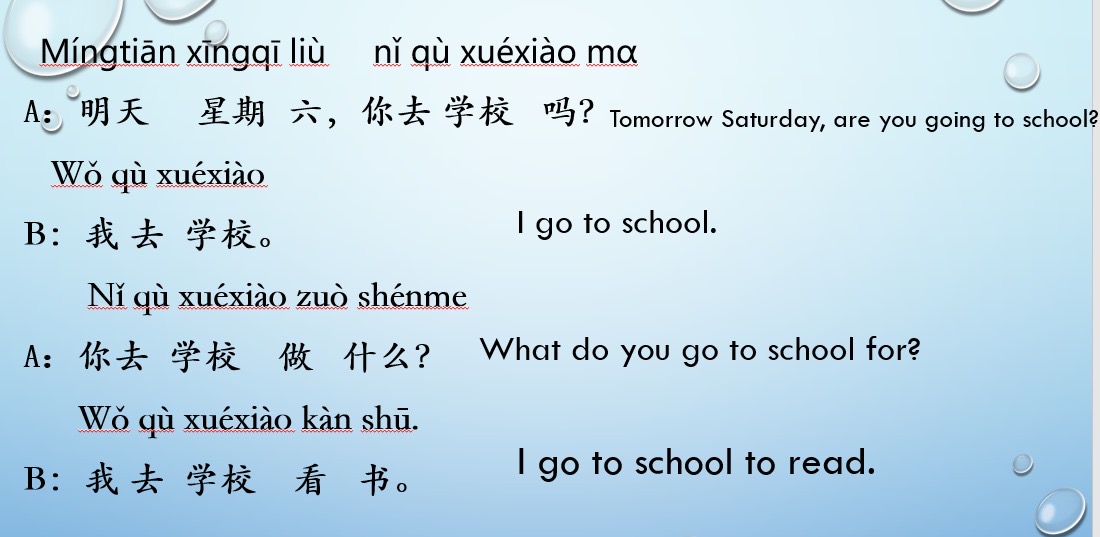 Míngtiān xīngqī liù nǐ qù xuéxiào mɑ
A：明天 星期 六，你去 学校 吗？ Tomorrow Saturday, are you going to school?
Wǒ qù xuéxiào
B：我 去 学校。 I go to school.
Nǐ qù xuéxiào zuò shénme
A：你去 学校 做 什么？ What do you go to school for?
Wǒ qù xuéxiào kàn shū.
B：我 去 学校 看 书。 I go to school to read.